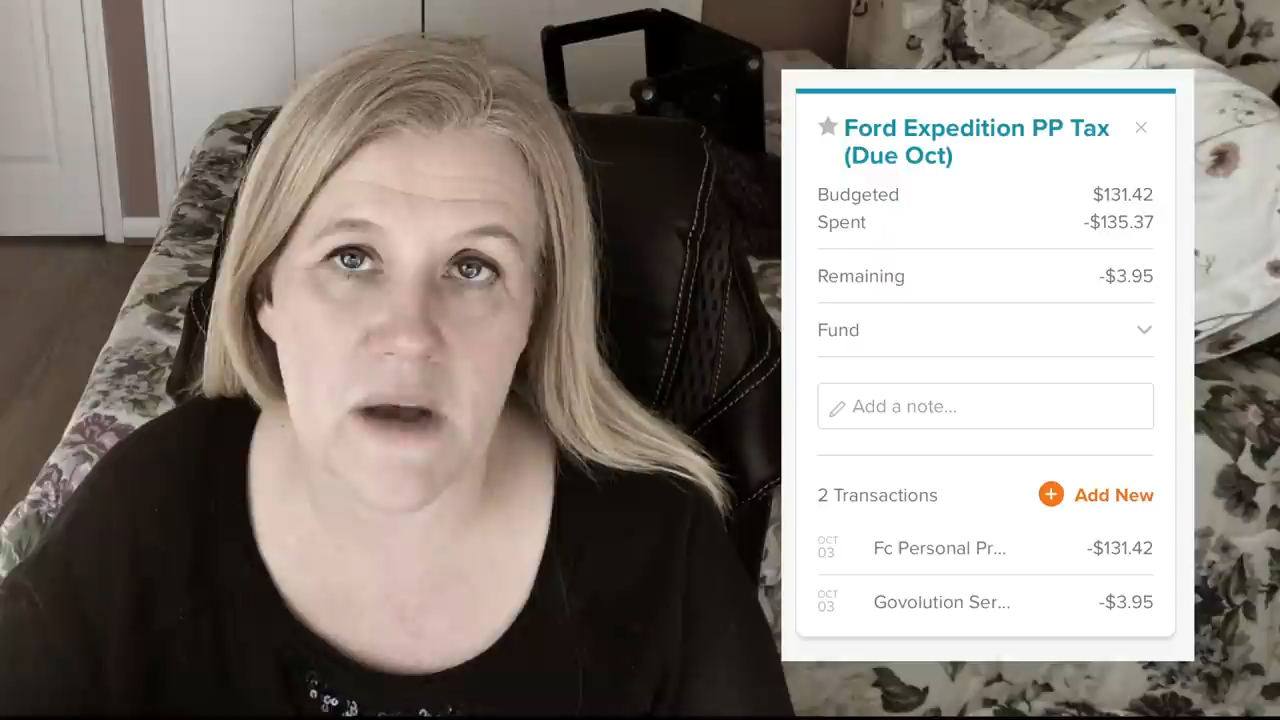 Ford Expedition PP Tax
(Due Oct)
Budgeted $131.42
Spent -$135.37
Remaining -$3.95
Fund
Add a note...
2 Transactions Add New
OCT
03 Fc Personal Pr... -$131.42
OCT
03 Govolution Ser... -$3.95